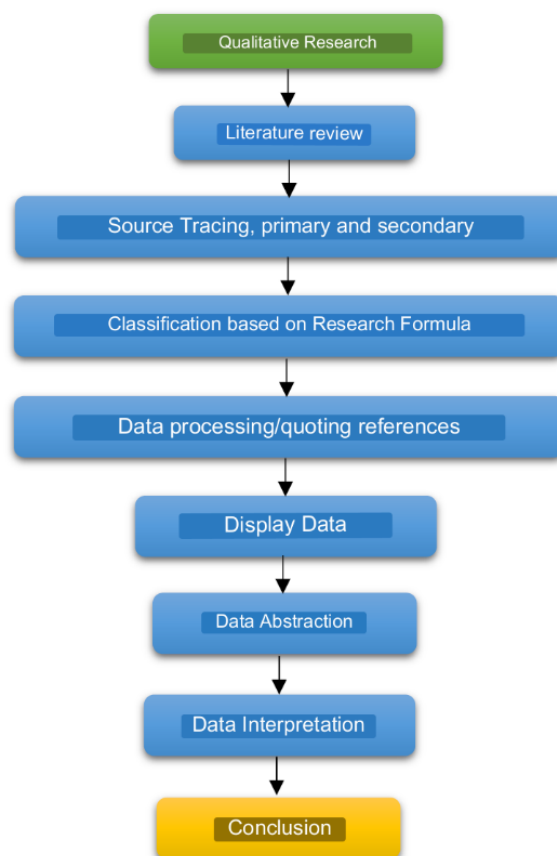 Qualitative Research
Literature review
Source Tracing, primary and secondary
Classification based on Research Formula
Data processing/quoting references
Display Data
Data Abstraction
Data Interpretation
Conclusion